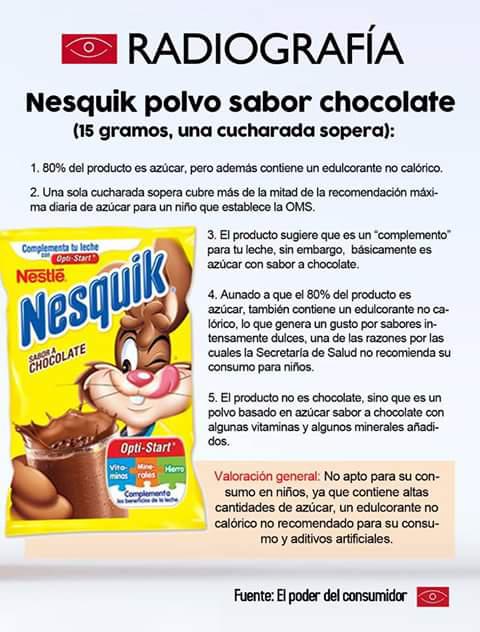 RADIOGRAFÍA
Nesquik polvo sabor chocolate
(15 gramos, una cucharada sopera):
1. 80% del producto es azúcar, pero además contiene un edulcorante no calórico.
2. Una sola cucharada sopera cubre más de la mitad de la recomendación máxi-
ma diaria de azúcar para un niño que establece la OMS.
3. El producto sugiere que es un “complemento”
para tu leche, sin embargo,  básicamente es
azúcar con sabor a chocolate.
4. Aunado a que el 80% del producto es
azúcar, también contiene un edulcorante no ca-
lórico, lo que genera un gusto por sabores in-
tensamente dulces, una de las razones por las
cuales la Secretaría de Salud no recomienda su
consumo para niños.
5. El producto no es chocolate, sino que es un
polvo basado en azúcar sabor a chocolate con
algunas vitaminas y algunos minerales añadi-
dos.
Complementa tu leche
con Opti-Start
Nestlé
Nesquik
SABOR A
CHOCOLATE
Opti-Start
Vita-
minas
Mine-
rales
Hierro
Complementa
los beneficios de la leche.
Valoración general: No apto para su con-
sumo en niños, ya que contiene altas
cantidades de azúcar, un edulcorante no
calórico no recomendado para su consu-
mo y aditivos artificiales.
Fuente: El poder del consumidor